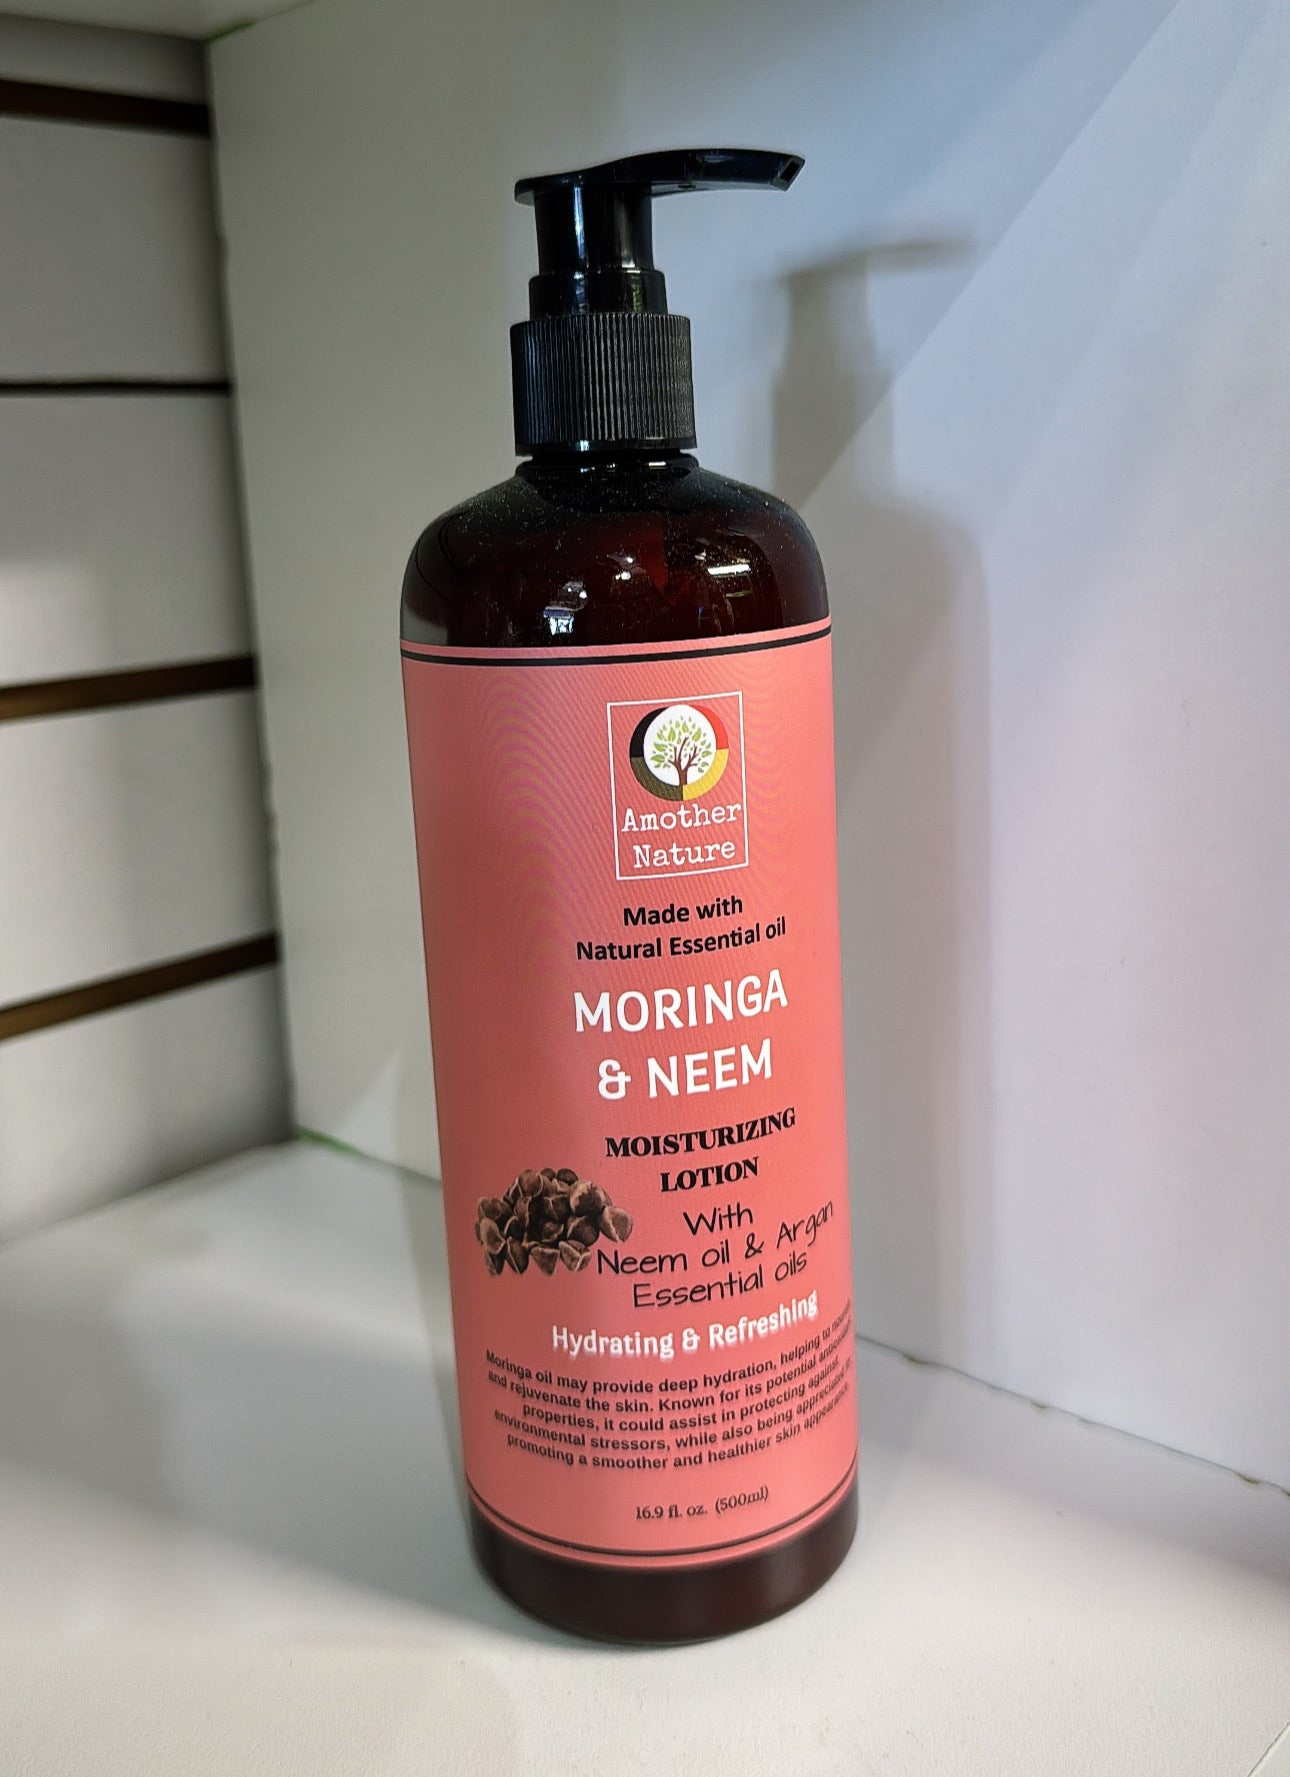 Amother
Nature
Made with
Natural Essential oil
MORINGA
& NEEM
MOISTURIZING
LOTION
With
Neem oil & Argan
Essential oils
Hydrating & Refreshing
Moringa oil may provide deep hydration, helping to
and rejuvenate the skin. Known for its potential antioxidant
properties, it could assist in protecting against
environmental stressors, while also being appreciated
promoting a smoother and healthier skin appearance.
16.9 fl. oz. (500ml)